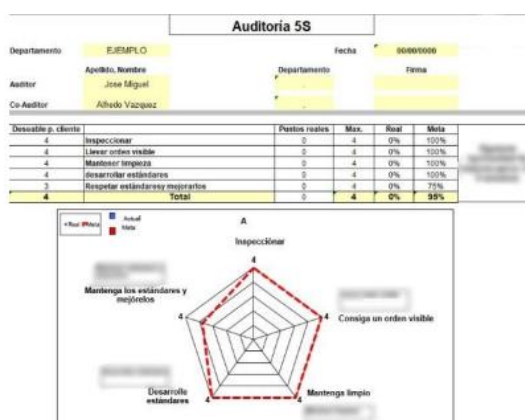 Auditoría 5S
Departamento EJEMPLO Fecha 00/00/0000
Apellido, Nombre Departamento Firma
Auditor Jose Miguel
Co-Auditor Alfredo Vazquez
Deseable p. cliente Puntos reales Max. Real Meta
4 Inspeccionar 0 4 0% 100%
4 Llevar orden visible 0 4 0% 100%
4 Mantener limpieza 0 4 0% 100%
4 desarrollar estándares 0 4 0% 100%
3 Respetar estándares y mejorarlos 0 4 0% 75%
4 Total 0 4 0% 95%
Real Meta Actual A
Meta
Inspecciónar
4
Mantenga los estándares y
mejórelos
4 4
Consiga un orden visible
Desarrolle
estándares
4 4
Mantenga limpio